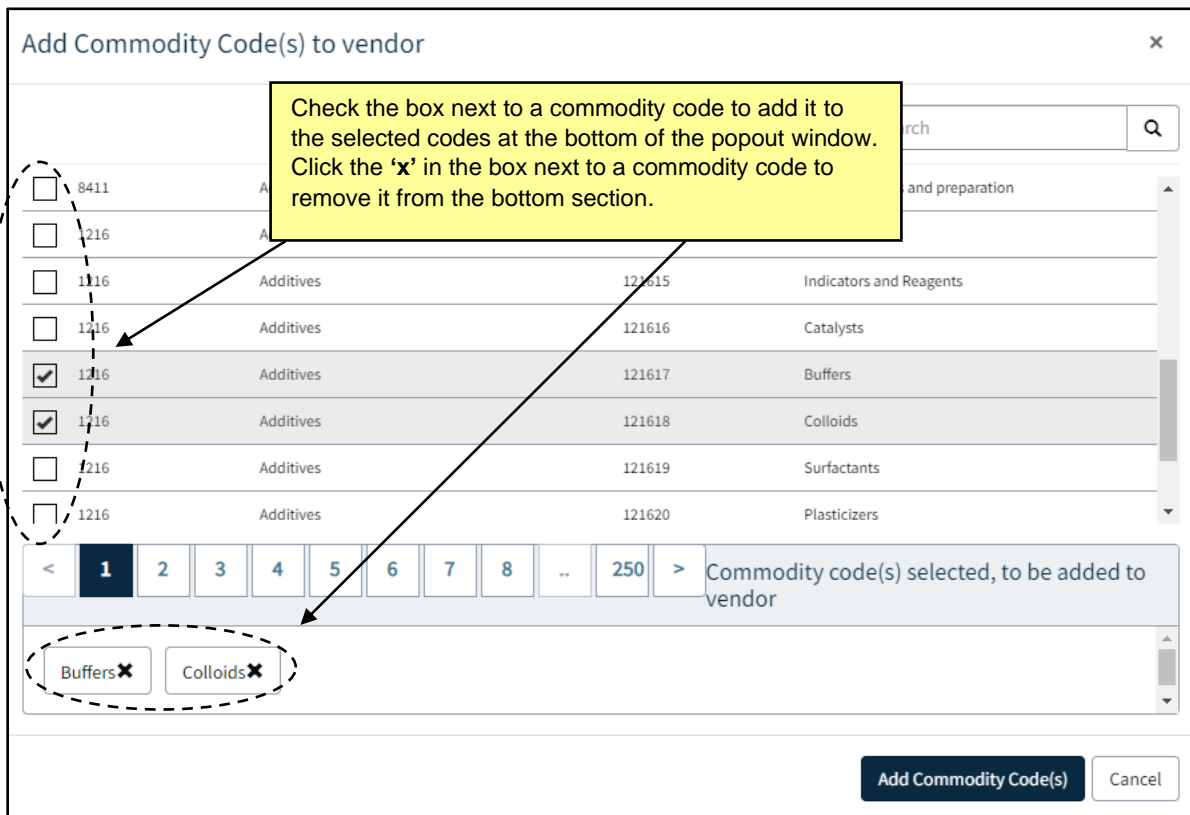 Add Commodity Code(s) to vendor ×
Check the box next to a commodity code to add it to
the selected codes at the bottom of the popout window.
Click the ‘x’ in the box next to a commodity code to
remove it from the bottom section.
8411 and preparation
1216
1216 Additives 121615 Indicators and Reagents
1216 Additives 121616 Catalysts
1216 Additives 121617 Buffers
1216 Additives 121618 Colloids
1216 Additives 121619 Surfactants
1216 Additives 121620 Plasticizers
< 1 2 3 4 5 6 7 8 .. 250 > Commodity code(s) selected, to be added to
vendor
Buffers✖ Colloids✖
Add Commodity Code(s) Cancel